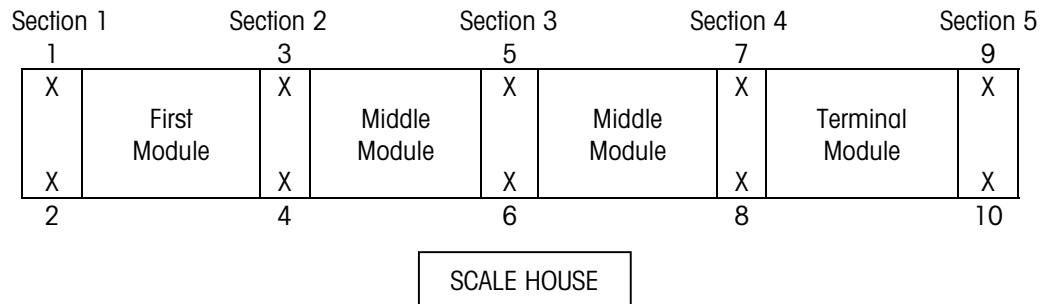 Section 1 Section 2 Section 3 Section 4 Section 5
1 3 5 7 9
X X X X X
First Middle Middle Terminal
Module Module Module Module
X X X X X
2 4 6 8 10
SCALE HOUSE